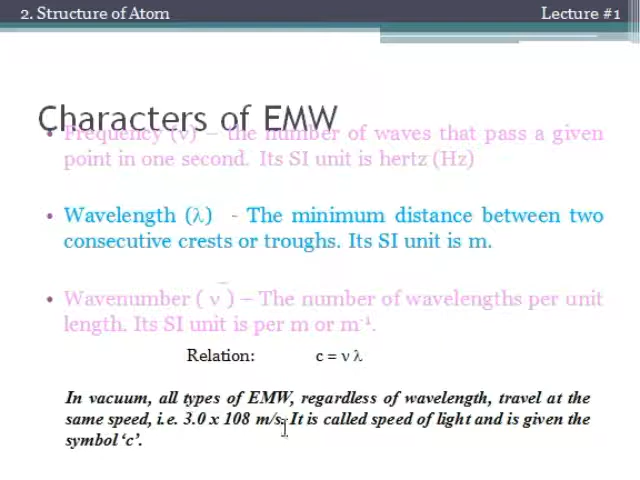 2. Structure of Atom
Lecture #1
Characters of EMW
• Frequency (ν) – the number of waves that pass a given
point in one second. Its SI unit is hertz (Hz)
• Wavelength (λ) - The minimum distance between two
consecutive crests or troughs. Its SI unit is m.
• Wavenumber ( ν̅ ) – The number of wavelengths per unit
length. Its SI unit is per m or m⁻¹.
Relation: c = ν λ
In vacuum, all types of EMW, regardless of wavelength, travel at the
same speed, i.e. 3.0 x 108 m/s. It is called speed of light and is given the
symbol ‘c’.